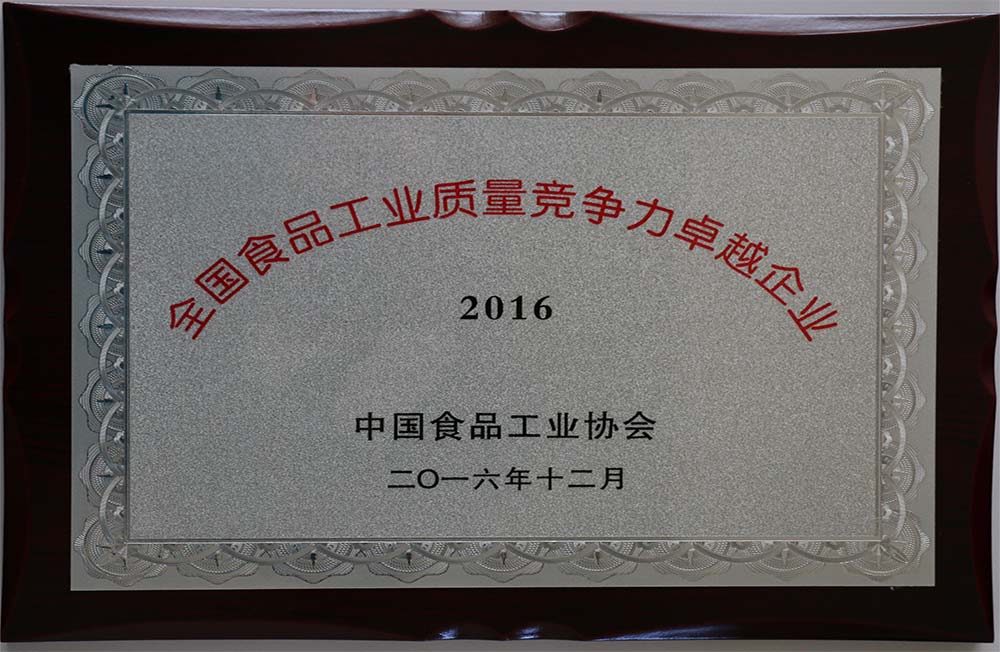 全国食品工业质量竞争力卓越企业
2016
中国食品工业协会
二〇一六年十二月